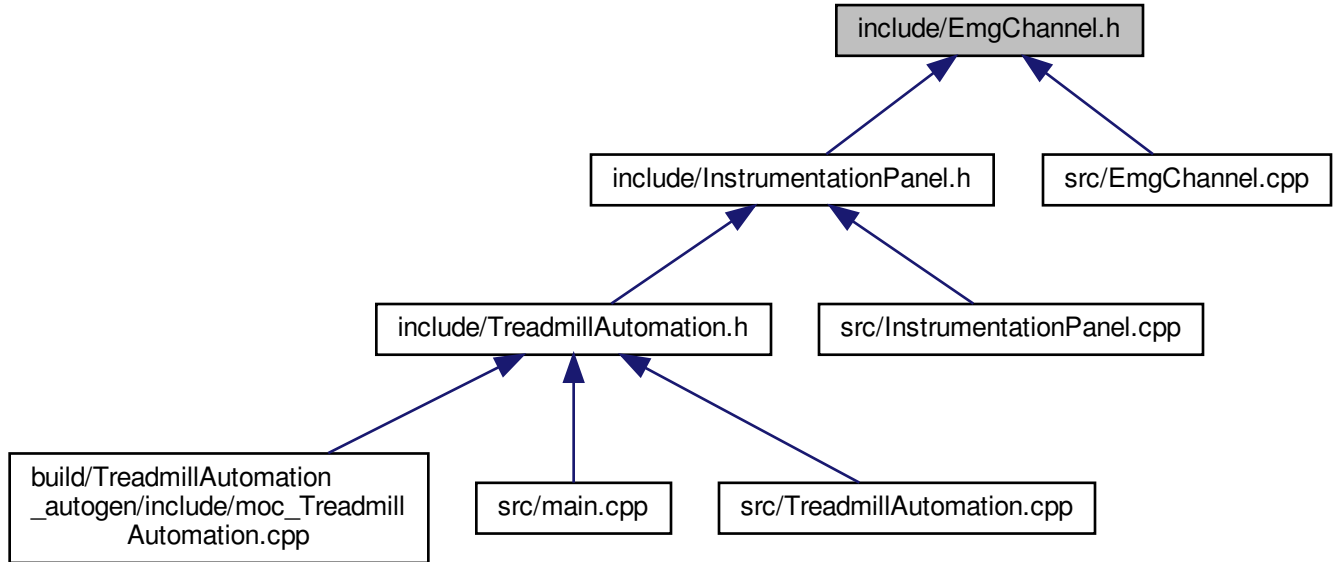 include/EmgChannel.h
include/InstrumentationPanel.h
src/EmgChannel.cpp
include/TreadmillAutomation.h
src/InstrumentationPanel.cpp
build/TreadmillAutomation
_autogen/include/moc_Treadmill
Automation.cpp
src/main.cpp
src/TreadmillAutomation.cpp